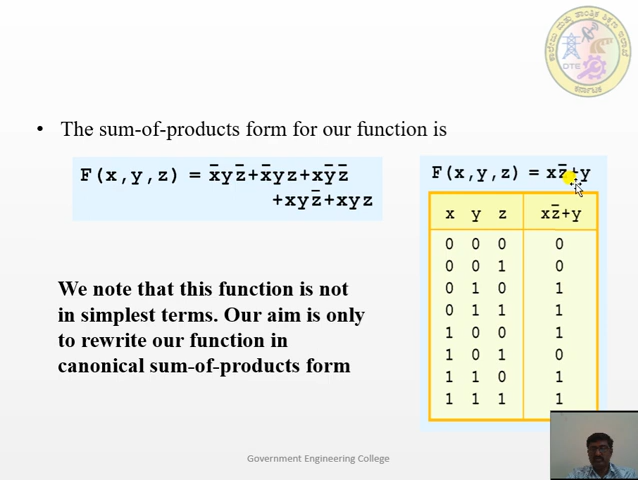 • The sum-of-products form for our function is
F(x,y,z) = x̅yz̅+x̅yz+xy̅z̅
+xyz̅+xyz
We note that this function is not
in simplest terms. Our aim is only
to rewrite our function in
canonical sum-of-products form
F(x,y,z) = xz̅+y
x y z xz̅+y
0 0 0 0
0 0 1 0
0 1 0 1
0 1 1 1
1 0 0 1
1 0 1 0
1 1 0 1
1 1 1 1
DTE
Government Engineering College